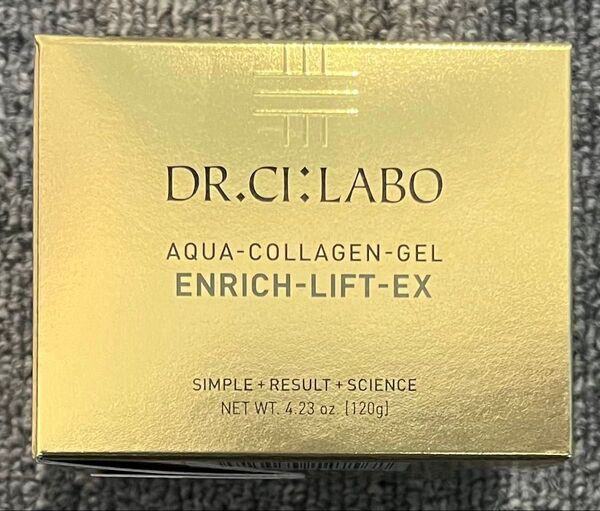 DR.CI:LABO
AQUA-COLLAGEN-GEL
ENRICH-LIFT-EX
SIMPLE+RESULT+SCIENCE
NET WT. 4.23 oz [120g]